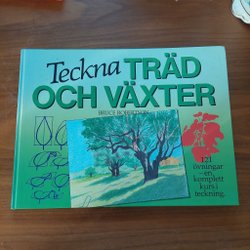 Teckna TRÄD
OCH VÄXTER
BRUCE ROBERTSON
121
övningar
– en
komplett
kurs i
teckning.